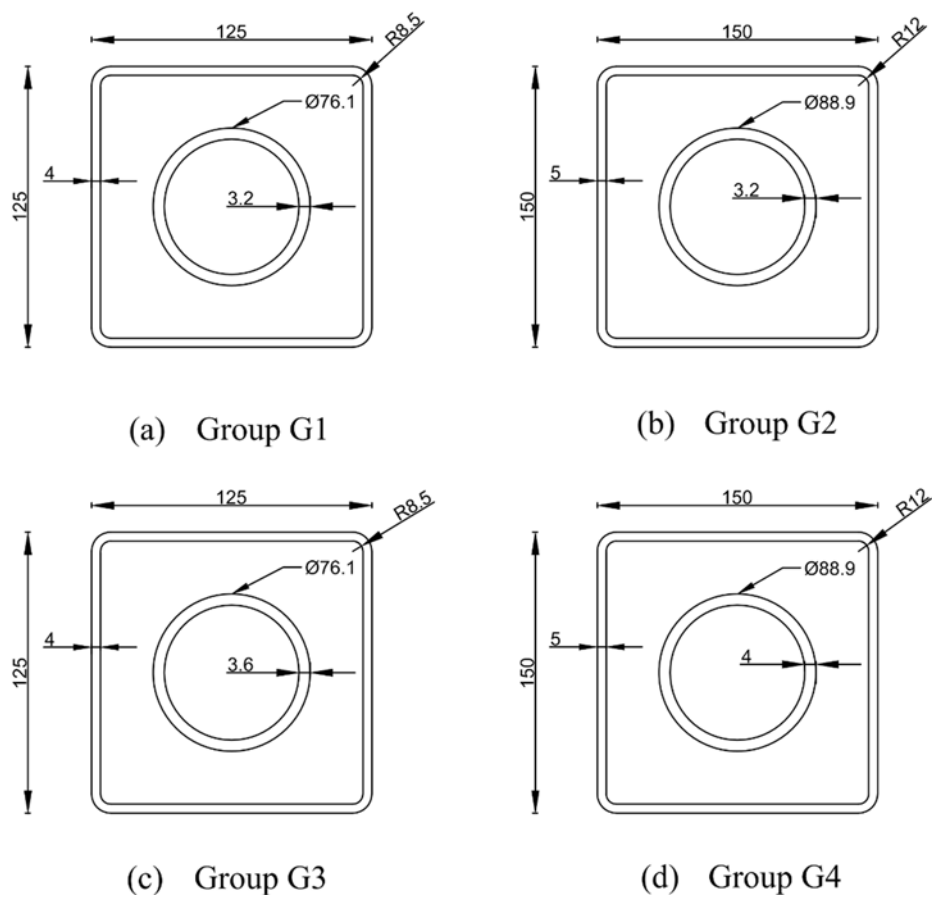 125
R8.5
Ø76.1
4
3.2
125
(a) Group G1
150
R12
Ø88.9
5
3.2
150
(b) Group G2
125
R8.5
Ø76.1
4
3.6
125
(c) Group G3
150
R12
Ø88.9
5
4
150
(d) Group G4